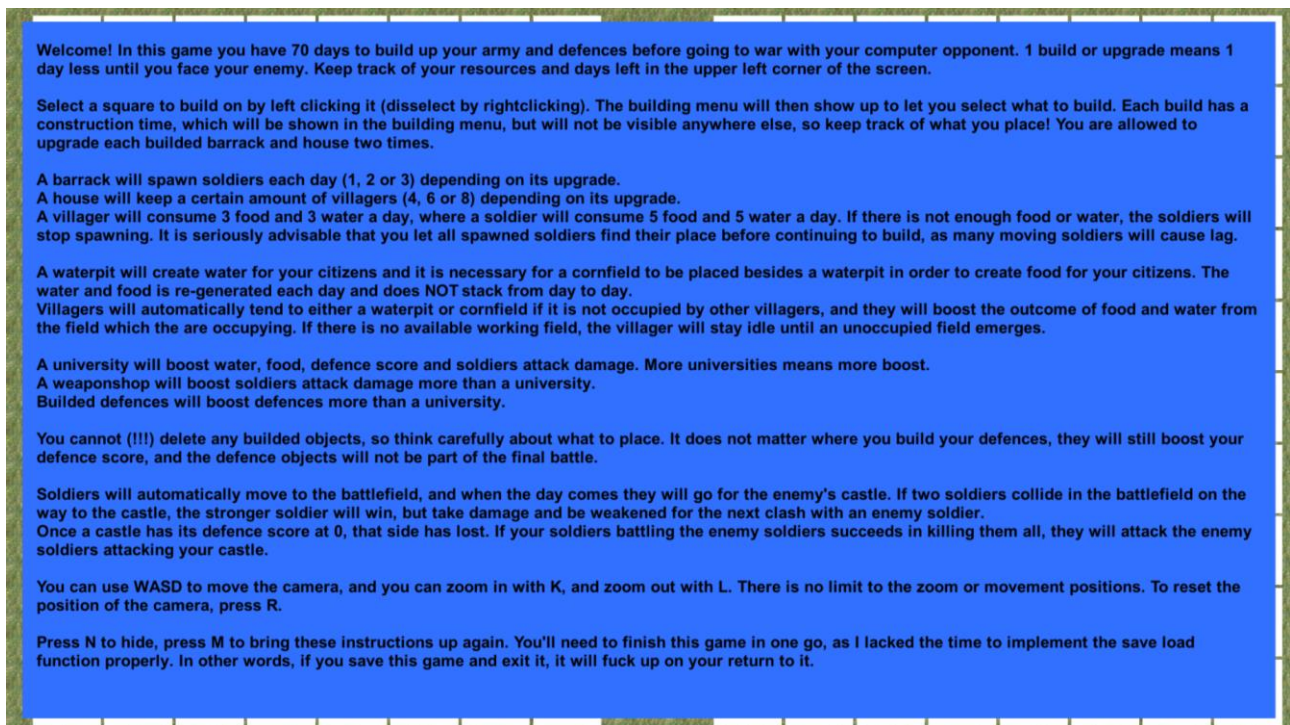 Welcome! In this game you have 70 days to build up your army and defences before going to war with your computer opponent. 1 build or upgrade means 1
day less until you face your enemy. Keep track of your resources and days left in the upper left corner of the screen.
Select a square to build on by left clicking it (disselect by rightclicking). The building menu will then show up to let you select what to build. Each build has a
construction time, which will be shown in the building menu, but will not be visible anywhere else, so keep track of what you place! You are allowed to
upgrade each builded barrack and house two times.
A barrack will spawn soldiers each day (1, 2 or 3) depending on its upgrade.
A house will keep a certain amount of villagers (4, 6 or 8) depending on its upgrade.
A villager will consume 3 food and 3 water a day, where a soldier will consume 5 food and 5 water a day. If there is not enough food or water, the soldiers will
stop spawning. It is seriously advisable that you let all spawned soldiers find their place before continuing to build, as many moving soldiers will cause lag.
A waterpit will create water for your citizens and it is necessary for a cornfield to be placed besides a waterpit in order to create food for your citizens. The
water and food is re-generated each day and does NOT stack from day to day.
Villagers will automatically tend to either a waterpit or cornfield if it is not occupied by other villagers, and they will boost the outcome of food and water from
the field which the are occupying. If there is no available working field, the villager will stay idle until an unoccupied field emerges.
A university will boost water, food, defence score and soldiers attack damage. More universities means more boost.
A weaponshop will boost soldiers attack damage more than a university.
Builded defences will boost defences more than a university.
You cannot (!!!) delete any builded objects, so think carefully about what to place. It does not matter where you build your defences, they will still boost your
defence score, and the defence objects will not be part of the final battle.
Soldiers will automatically move to the battlefield, and when the day comes they will go for the enemy's castle. If two soldiers collide in the battlefield on the
way to the castle, the stronger soldier will win, but take damage and be weakened for the next clash with an enemy soldier.
Once a castle has its defence score at 0, that side has lost. If your soldiers battling the enemy soldiers succeeds in killing them all, they will attack the enemy
soldiers attacking your castle.
You can use WASD to move the camera, and you can zoom in with K, and zoom out with L. There is no limit to the zoom or movement positions. To reset the
position of the camera, press R.
Press N to hide, press M to bring these instructions up again. You'll need to finish this game in one go, as I lacked the time to implement the save load
function properly. In other words, if you save this game and exit it, it will fuck up on your return to it.